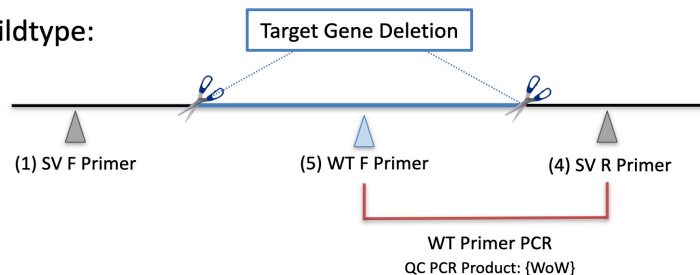 ildtype:
Target Gene Deletion
(1) SV F Primer
(5) WT F Primer
(4) SV R Primer
WT Primer PCR
QC PCR Product: {WoW}